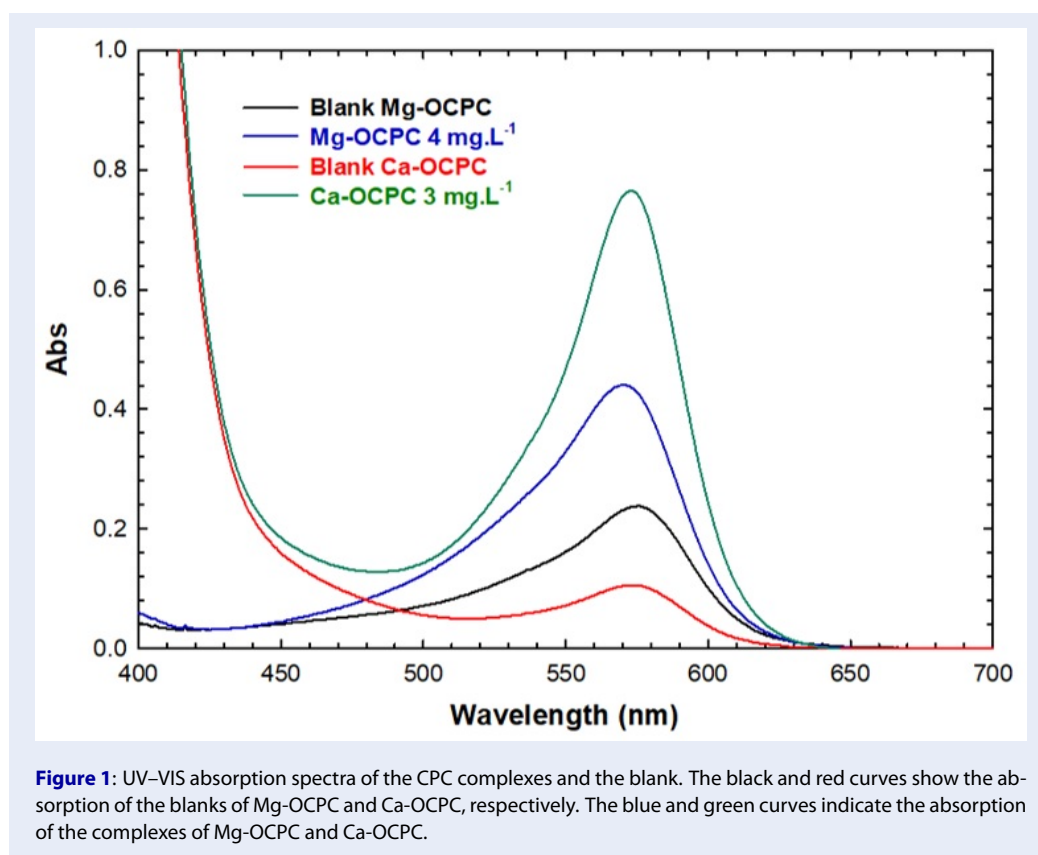 1.0
0.8
0.6
0.4
0.2
0.0
Abs
Blank Mg-OCPC
Mg-OCPC 4 mg.L-1
Blank Ca-OCPC
Ca-OCPC 3 mg.L-1
400 450 500 550 600 650 700
Wavelength (nm)
Figure 1: UV–VIS absorption spectra of the CPC complexes and the blank. The black and red curves show the ab-
sorption of the blanks of Mg-OCPC and Ca-OCPC, respectively. The blue and green curves indicate the absorption
of the complexes of Mg-OCPC and Ca-OCPC.